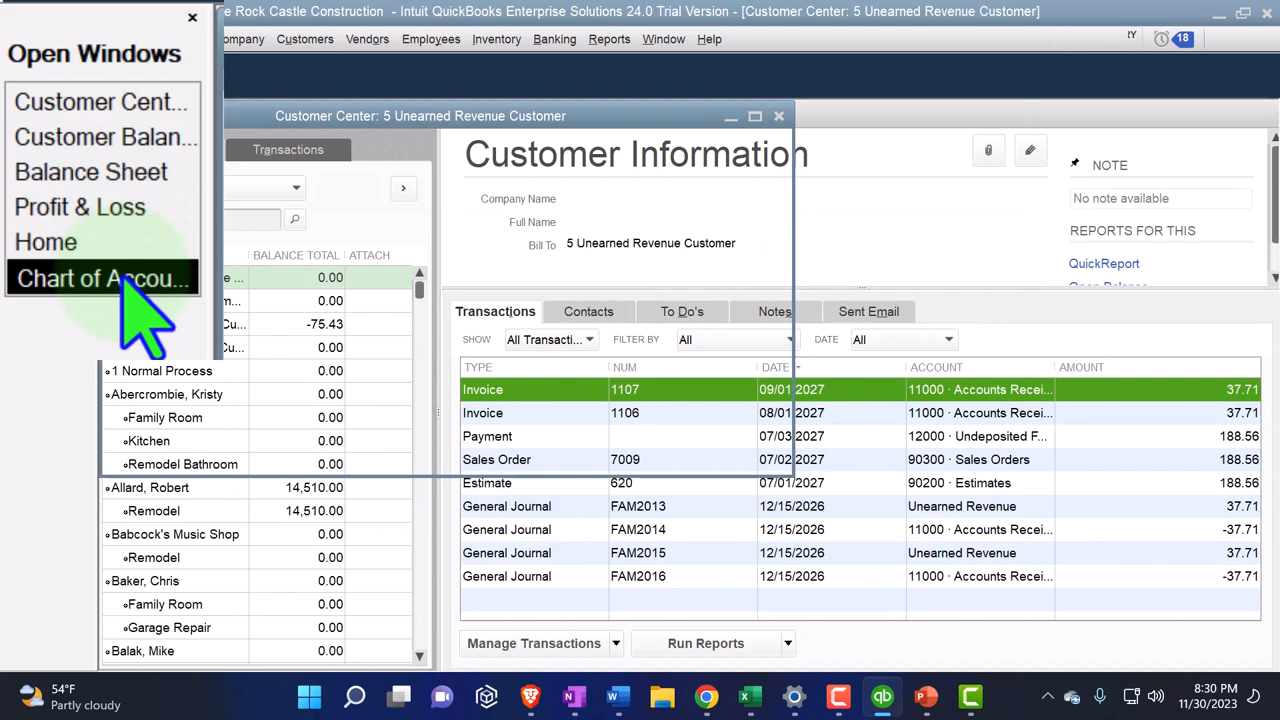 e Rock Castle Construction - Intuit QuickBooks Enterprise Solutions 24.0 Trial Version - [Customer Center: 5 Unearned Revenue Customer]
ompany Customers Vendors Employees Inventory Banking Reports Window Help
18
Open Windows
Customer Cent...
Customer Balan...
Balance Sheet
Profit & Loss
Home
Chart of Accou...
Customer Center: 5 Unearned Revenue Customer
Transactions
Customer Information
Company Name
Full Name
Bill To 5 Unearned Revenue Customer
NOTE
No note available
REPORTS FOR THIS
QuickReport
BALANCE TOTAL ATTACH
e ... 0.00
m... 0.00
Cu... -75.43
Cu... 0.00
1 Normal Process 0.00
Abercrombie, Kristy 0.00
Family Room 0.00
Kitchen 0.00
Remodel Bathroom 0.00
Allard, Robert 14,510.00
Remodel 14,510.00
Babcock's Music Shop 0.00
Remodel 0.00
Baker, Chris 0.00
Family Room 0.00
Garage Repair 0.00
Balak, Mike 0.00
Transactions Contacts To Do's Notes Sent Email
SHOW All Transacti... FILTER BY All DATE All
TYPE NUM DATE ACCOUNT AMOUNT
Invoice 1107 09/01/2027 11000 · Accounts Recei... 37.71
Invoice 1106 08/01/2027 11000 · Accounts Recei... 37.71
Payment 07/03/2027 12000 · Undeposited F... 188.56
Sales Order 7009 07/02/2027 90300 · Sales Orders 188.56
Estimate 620 07/01/2027 90200 · Estimates 188.56
General Journal FAM2013 12/15/2026 Unearned Revenue 37.71
General Journal FAM2014 12/15/2026 11000 · Accounts Recei... -37.71
General Journal FAM2015 12/15/2026 Unearned Revenue 37.71
General Journal FAM2016 12/15/2026 11000 · Accounts Recei... -37.71
Manage Transactions Run Reports
54°F
Partly cloudy
8:30 PM
11/30/2023